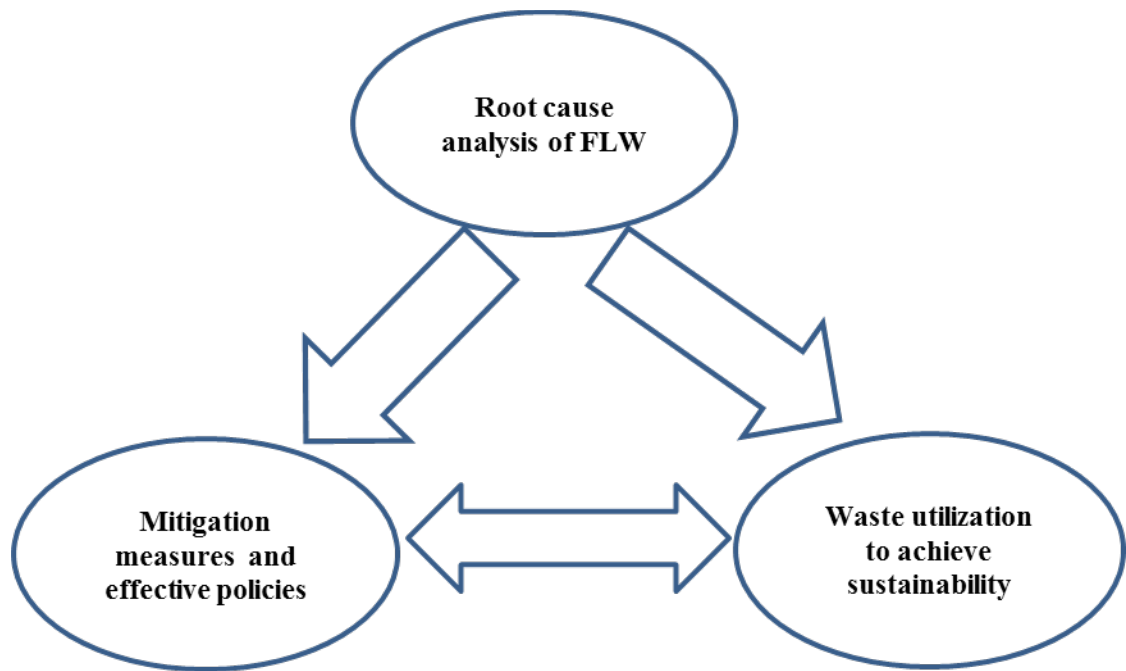 Root cause
analysis of FLW
Mitigation
measures and
effective policies
Waste utilization
to achieve
sustainability